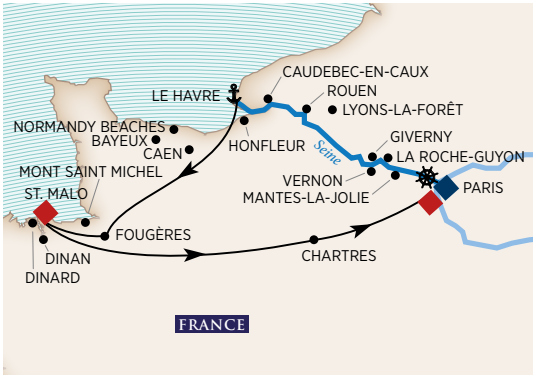 CAUDEBEC-EN-CAUX
ROUEN
LE HAVRE
LYONS-LA-FORÊT
NORMANDY BEACHES
BAYEUX
CAEN
HONFLEUR
Seine
GIVERNY
LA ROCHE-GUYON
MONT SAINT MICHEL
VERNON
MANTES-LA-JOLIE
PARIS
ST. MALO
FOUGÈRES
DINAN
DINARD
CHARTRES
FRANCE